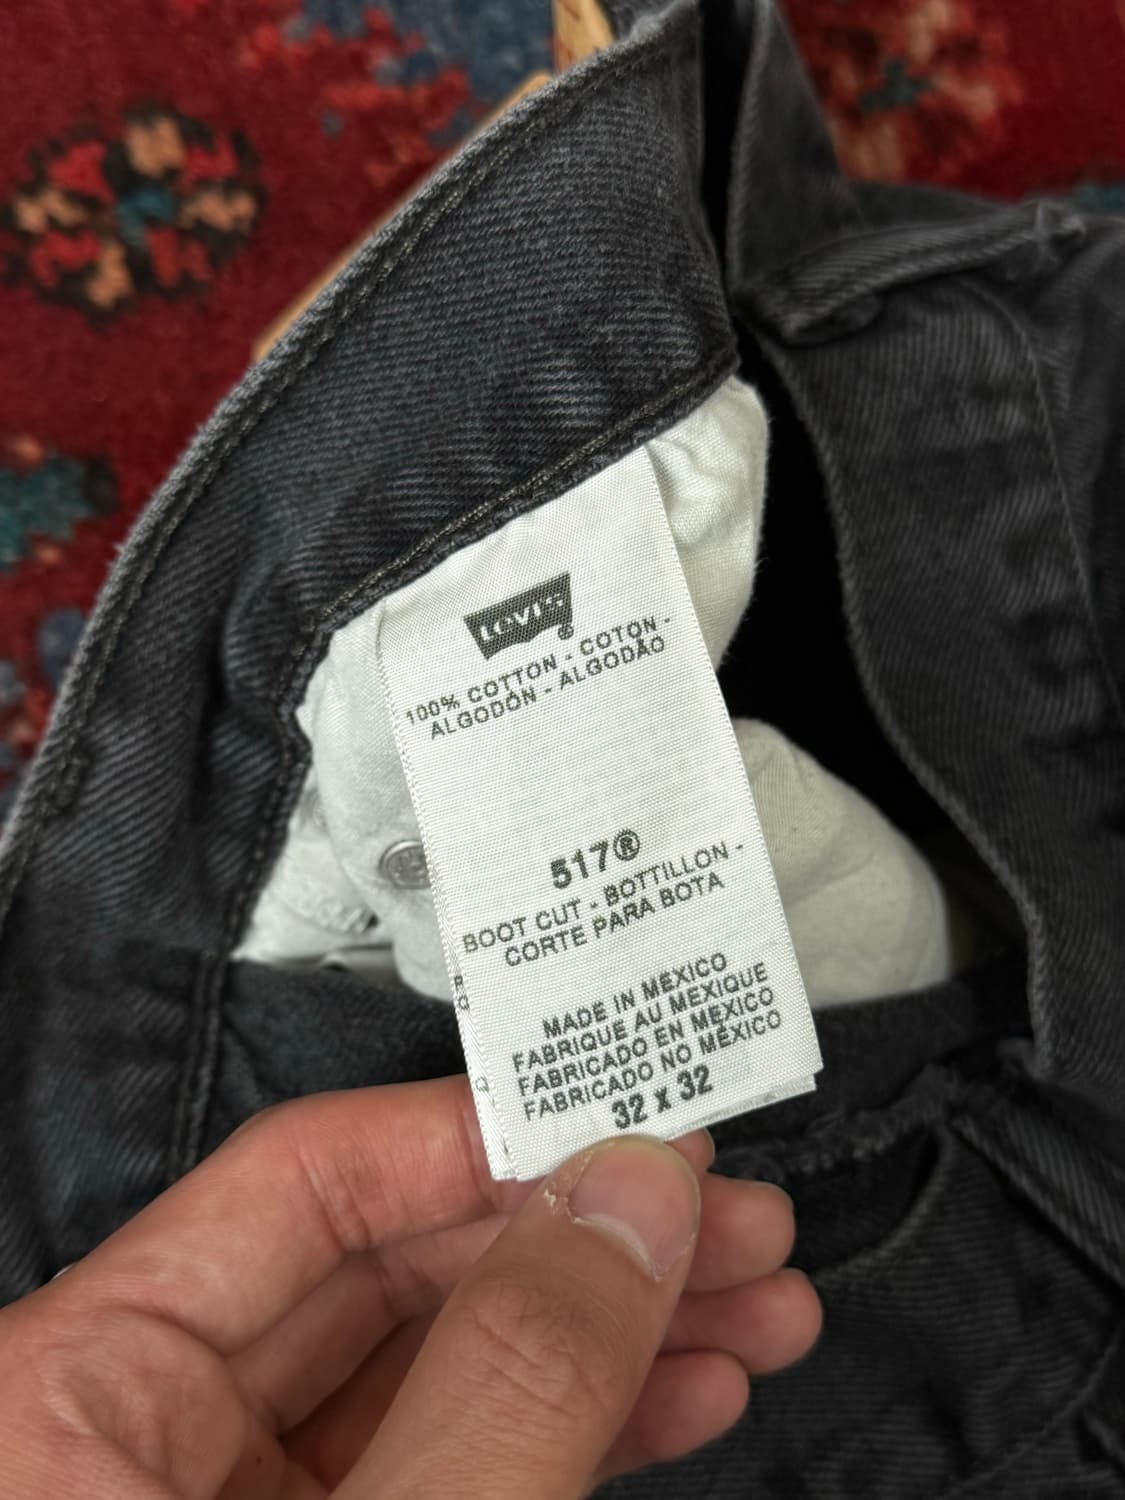 Levi's®
100% COTTON - COTON -
ALGODÓN - ALGODÃO
517®
BOOT CUT - BOTTILLON -
CORTE PARA BOTA
MADE IN MEXICO
FABRIQUE AU MEXIQUE
FABRICADO EN MEXICO
FABRICADO NO MÉXICO
32 x 32